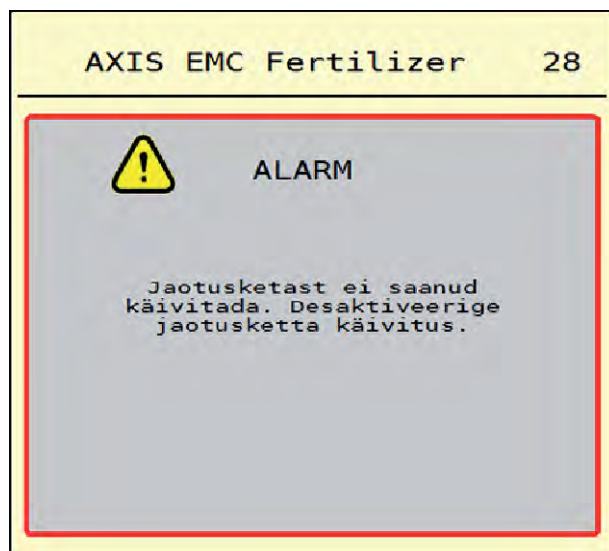 AXIS EMC Fertilizer 28
ALARM
Jaotusketast ei saanud
käivitada. Desaktiveerige
jaotusketta käivitus.